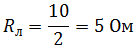 Rл = 10/2 = 5 Ом